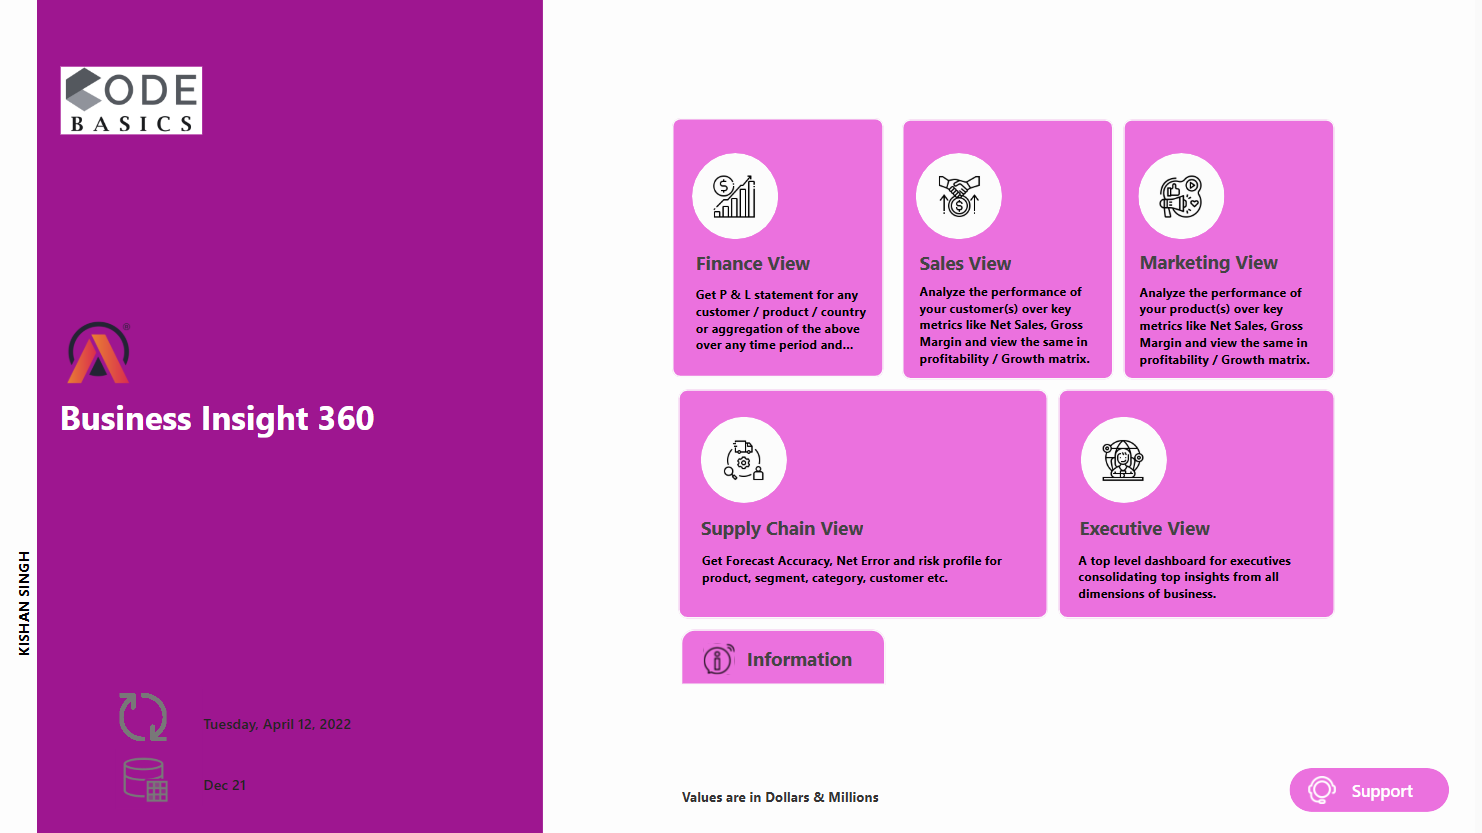 CODE
BASICS
Business Insight 360
KISHAN SINGH
Tuesday, April 12, 2022
Dec 21
Finance View
Get P & L statement for any
customer / product / country
or aggregation of the above
over any time period and...
Sales View
Analyze the performance of
your customer(s) over key
metrics like Net Sales, Gross
Margin and view the same in
profitability / Growth matrix.
Marketing View
Analyze the performance of
your product(s) over key
metrics like Net Sales, Gross
Margin and view the same in
profitability / Growth matrix.
Supply Chain View
Get Forecast Accuracy, Net Error and risk profile for
product, segment, category, customer etc.
Executive View
A top level dashboard for executives
consolidating top insights from all
dimensions of business.
Information
Values are in Dollars & Millions
Support